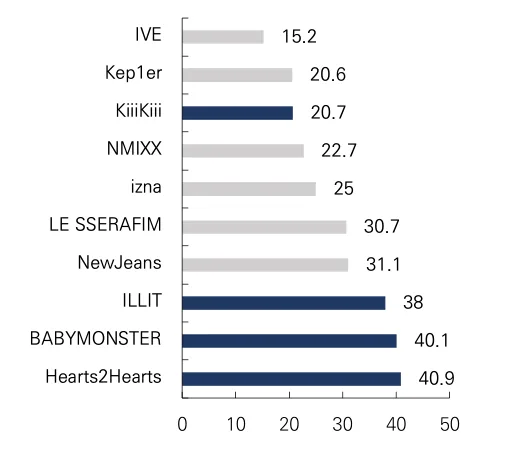 IVE 15.2
Kep1er 20.6
KiiiKiii 20.7
NMIXX 22.7
izna 25
LE SSERAFIM 30.7
NewJeans 31.1
ILLIT 38
BABYMONSTER 40.1
Hearts2Hearts 40.9
0 10 20 30 40 50